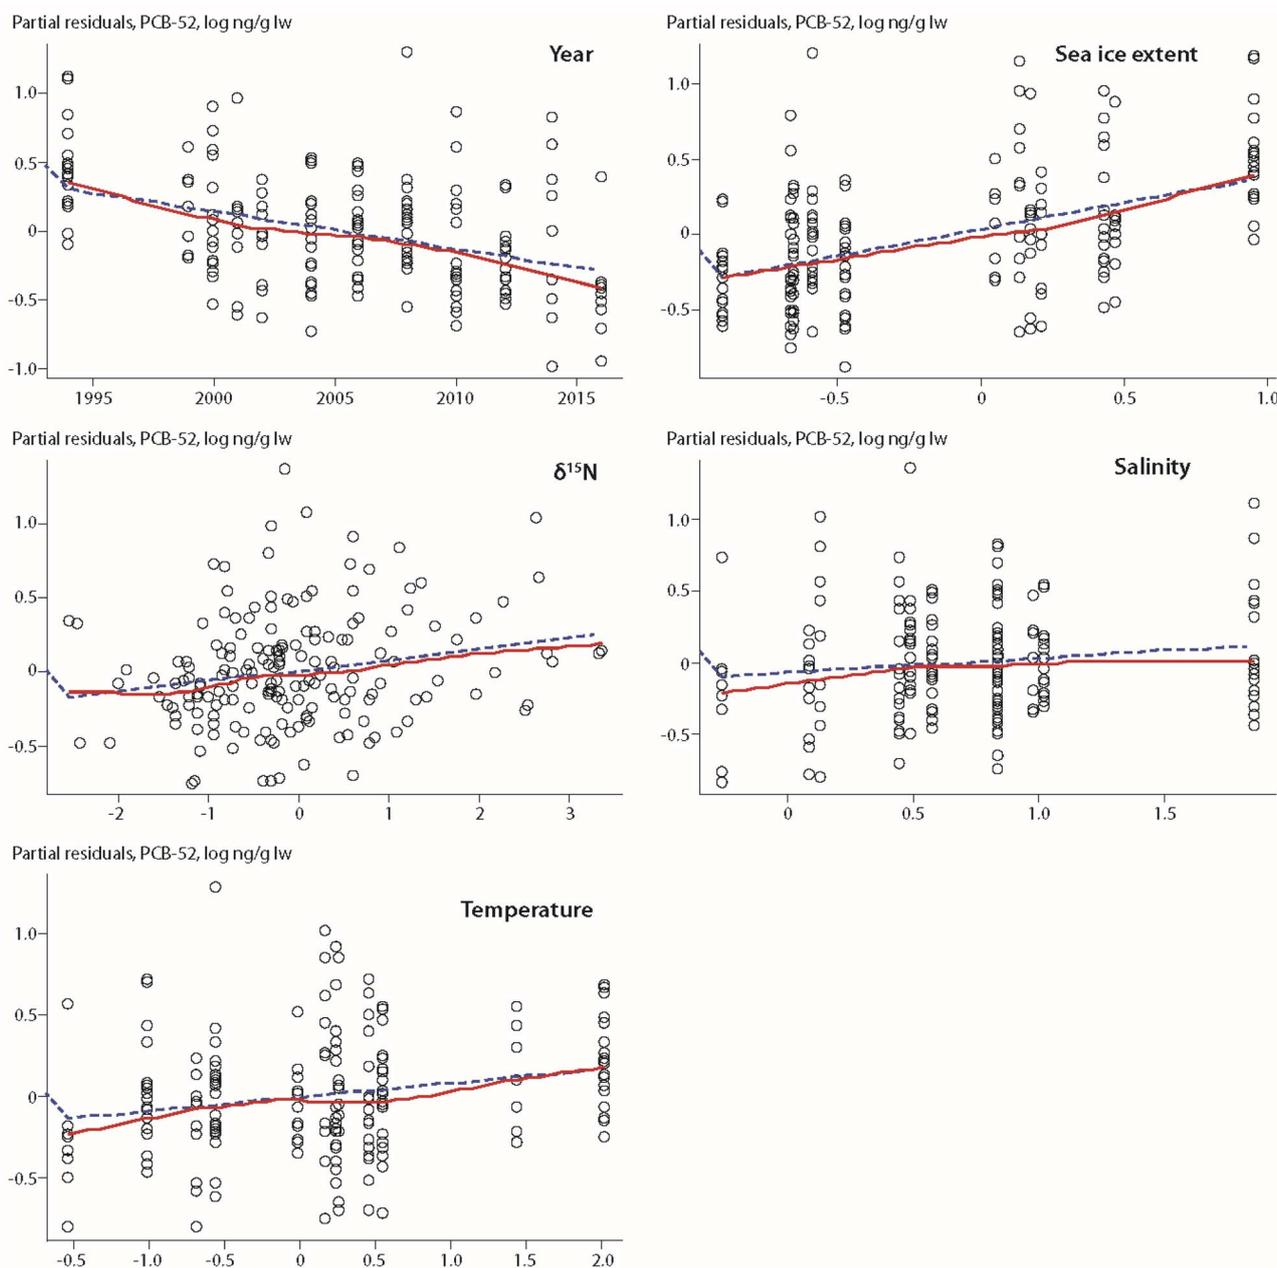 Partial residuals, PCB-52, log ng/g lw
Year
1.0
0.5
0
-0.5
-1.0
1995 2000 2005 2010 2015
Partial residuals, PCB-52, log ng/g lw
Sea ice extent
1.0
0.5
0
-0.5
-0.5 0 0.5 1.0
Partial residuals, PCB-52, log ng/g lw
δ¹⁵N
1.0
0.5
0
-0.5
-2 -1 0 1 2 3
Partial residuals, PCB-52, log ng/g lw
Salinity
1.0
0.5
0
-0.5
0 0.5 1.0 1.5
Partial residuals, PCB-52, log ng/g lw
Temperature
1.0
0.5
0
-0.5
-0.5 -1.0 -0.5 0 0.5 1.0 1.5 2.0